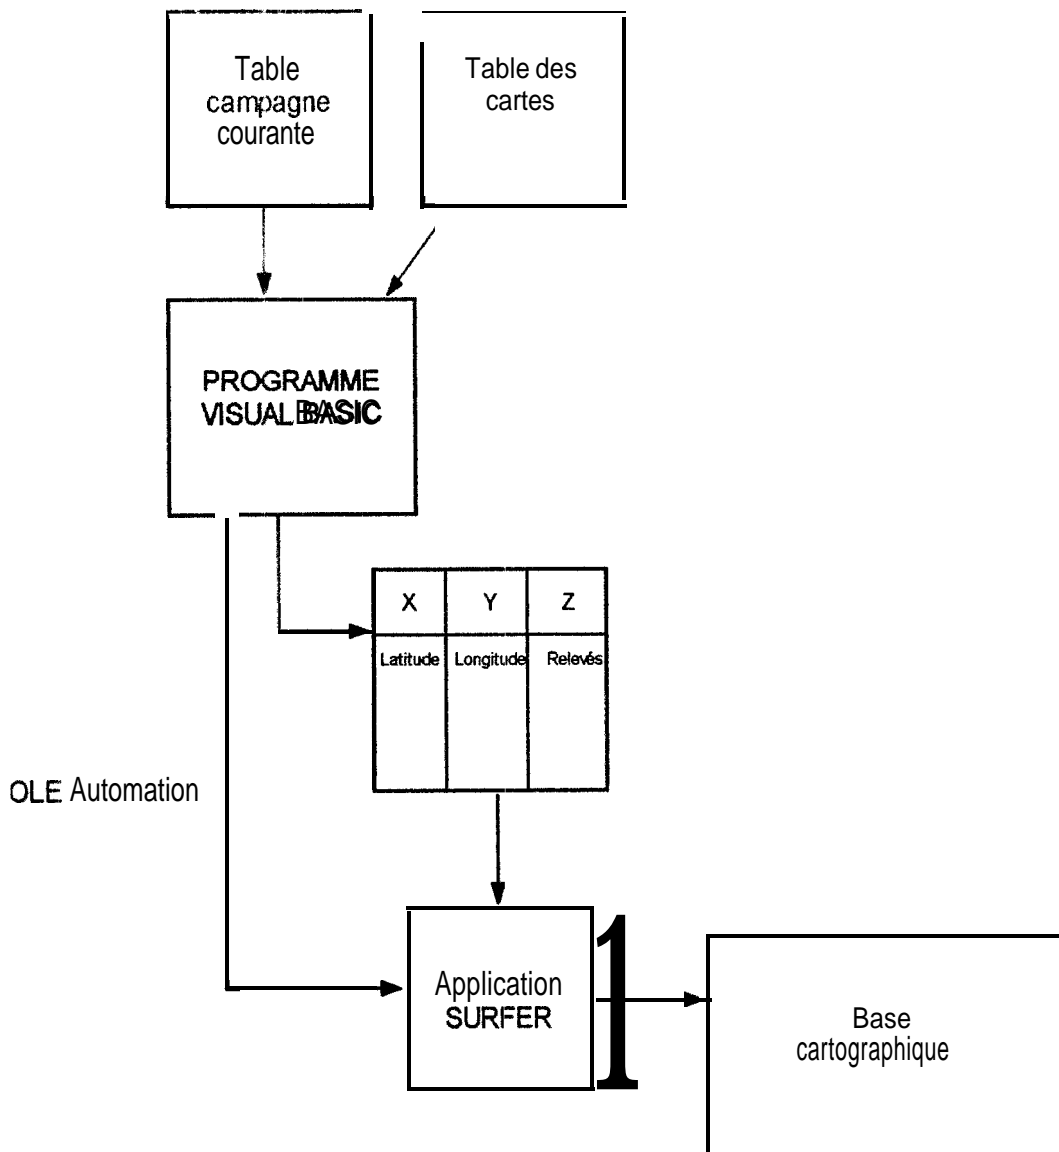 Table
campagne
courante
Table des
cartes
PROGRAMME
VISUAL BASIC
X Y Z
Latitude Longitude Relevés
OLE Automation
Application
SURFER
1
Base
cartographique